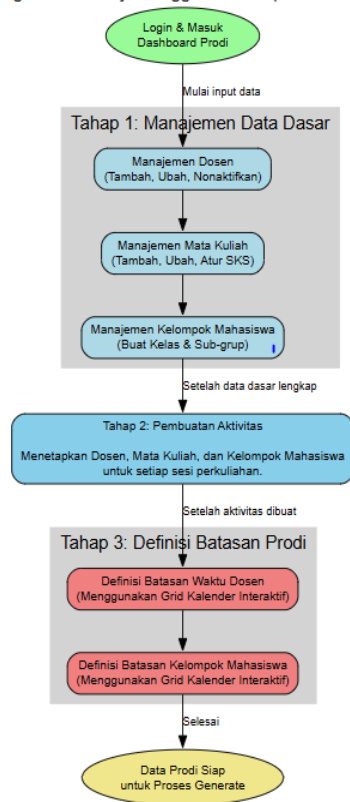 Login & Masuk
Dashboard Prodi
Mulai input data
Tahap 1: Manajemen Data Dasar
Manajemen Dosen
(Tambah, Ubah, Nonaktifkan)
Manajemen Mata Kuliah
(Tambah, Ubah, Atur SKS)
Manajemen Kelompok Mahasiswa
(Buat Kelas & Sub-grup)
Setelah data dasar lengkap
Tahap 2: Pembuatan Aktivitas
Menetapkan Dosen, Mata Kuliah, dan Kelompok Mahasiswa
untuk setiap sesi perkuliahan.
Setelah aktivitas dibuat
Tahap 3: Definisi Batasan Prodi
Definisi Batasan Waktu Dosen
(Menggunakan Grid Kalender Interaktif)
Definisi Batasan Kelompok Mahasiswa
(Menggunakan Grid Kalender Interaktif)
Selesai
Data Prodi Siap
untuk Proses Generate